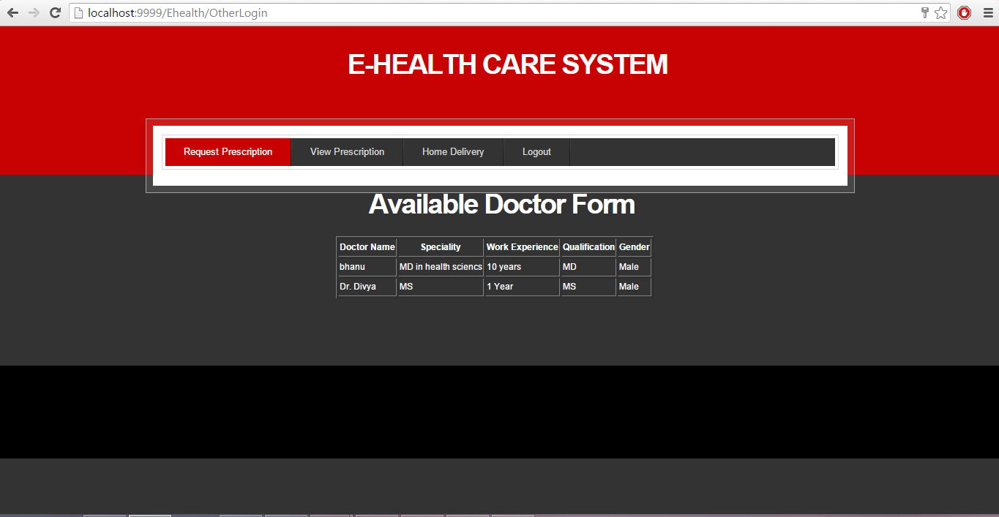 localhost:9999/Ehealth/OtherLogin
E-HEALTH CARE SYSTEM
Request Prescription View Prescription Home Delivery Logout
Available Doctor Form
Doctor Name Speciality Work Experience Qualification Gender
bhanu MD in health sciencs 10 years MD Male
Dr. Divya MS 1 Year MS Male